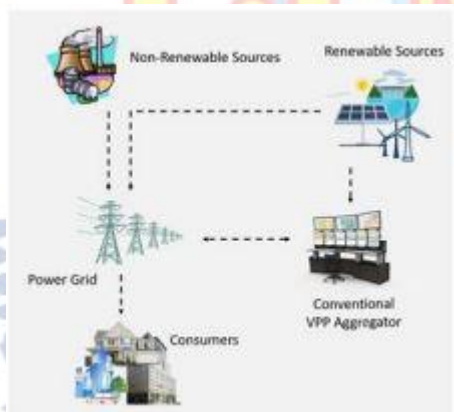 Non-Renewable Sources
Renewable Sources
Power Grid
Conventional
VPP Aggregator
Consumers